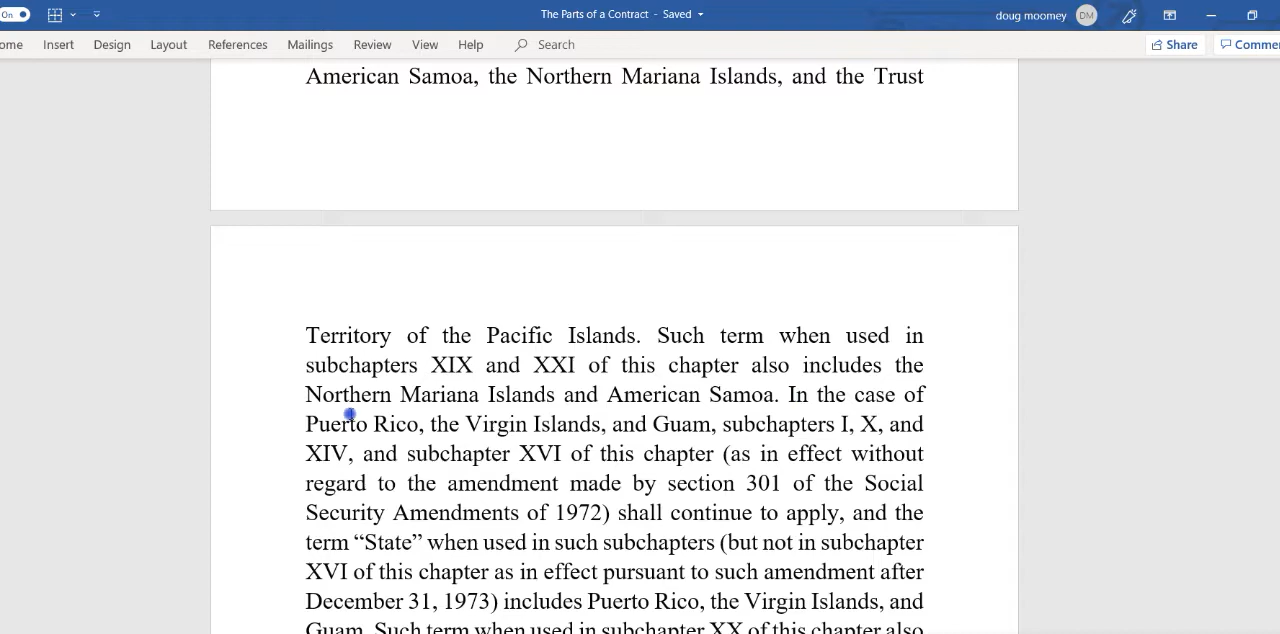 On
The Parts of a Contract - Saved
doug moomey
DM
ome Insert Design Layout References Mailings Review View Help Search
Share
Comme
American Samoa, the Northern Mariana Islands, and the Trust
Territory of the Pacific Islands. Such term when used in
subchapters XIX and XXI of this chapter also includes the
Northern Mariana Islands and American Samoa. In the case of
Puerto Rico, the Virgin Islands, and Guam, subchapters I, X, and
XIV, and subchapter XVI of this chapter (as in effect without
regard to the amendment made by section 301 of the Social
Security Amendments of 1972) shall continue to apply, and the
term “State” when used in such subchapters (but not in subchapter
XVI of this chapter as in effect pursuant to such amendment after
December 31, 1973) includes Puerto Rico, the Virgin Islands, and
Guam. Such term when used in subchapter XX of this chapter also